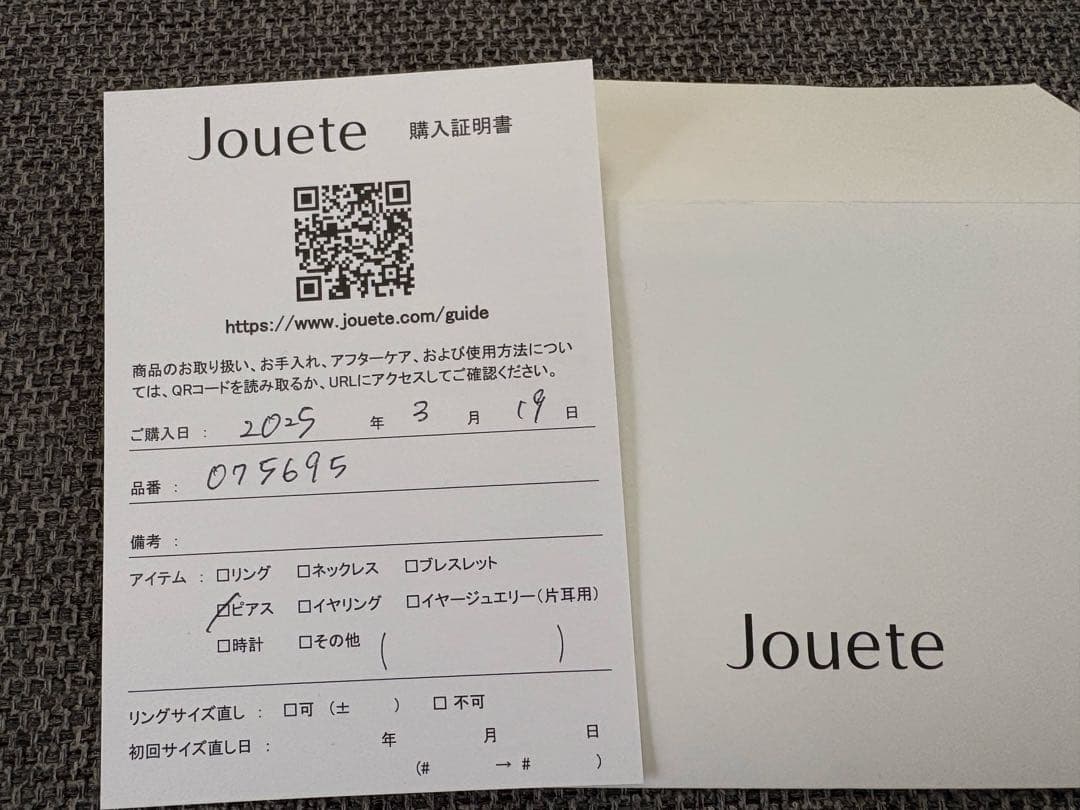 Jouete 購入証明書
https://www.jouete.com/guide
商品のお取り扱い、お手入れ、アフターケア、および使用方法につい
ては、QRコードを読み取るか、URLにアクセスしてご確認ください。
ご購入日 : 2025 年 3 月 19 日
品番 : 075695
備考 :
アイテム : □リング □ネックレス □ブレスレット
☑ピアス □イヤリング □イヤージュエリー(片耳用)
□時計 □その他 ( )
リングサイズ直し : □可 (± ) □ 不可
初回サイズ直し日 : 年 月 日
(# → # )
Jouete